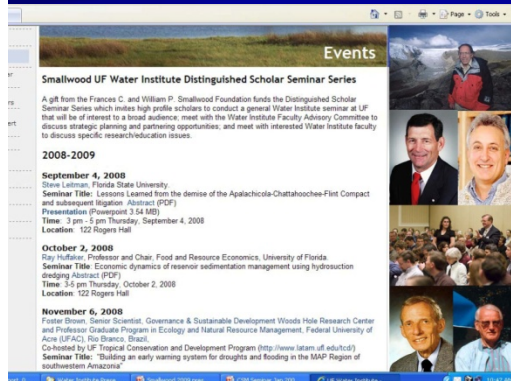 Page
Tools
Events
Smallwood UF Water Institute Distinguished Scholar Seminar Series
A gift from the Frances C. and William P. Smallwood Foundation funds the Distinguished Scholar
Seminar Series which invites high profile scholars to conduct a general Water Institute seminar at UF
that will be of interest to a broad audience; meet with the Water Institute Faculty Advisory Committee to
discuss strategic planning and partnering opportunities; and meet with interested Water Institute faculty
to discuss specific research/education issues.
2008-2009
September 4, 2008
Steve Leitman, Florida State University.
Seminar Title: Lessons Learned from the demise of the Apalachicola-Chattahoochee-Flint Compact
and subsequent litigation Abstract (PDF)
Presentation (Powerpoint 3.54 MB)
Time: 3 pm - 5 pm Thursday, September 4, 2008
Location: 122 Rogers Hall
October 2, 2008
Ray Huffaker, Professor and Chair, Food and Resource Economics, University of Florida.
Seminar Title: Economic dynamics of reservoir sedimentation management using hydrosuction
dredging Abstract (PDF)
Time: 3-5 pm Thursday, October 2, 2008
Location: 122 Rogers Hall
November 6, 2008
Foster Brown, Senior Scientist, Governance & Sustainable Development Woods Hole Research Center
and Professor Graduate Program in Ecology and Natural Resource Management, Federal University of
Acre (UFAC), Rio Branco, Brazil,
Co-hosted by UF Tropical Conservation and Development Program (http://www.latam.ufl.edu/tcd/)
Seminar Title: "Building an early warning system for droughts and flooding in the MAP Region of
southwestern Amazonia"